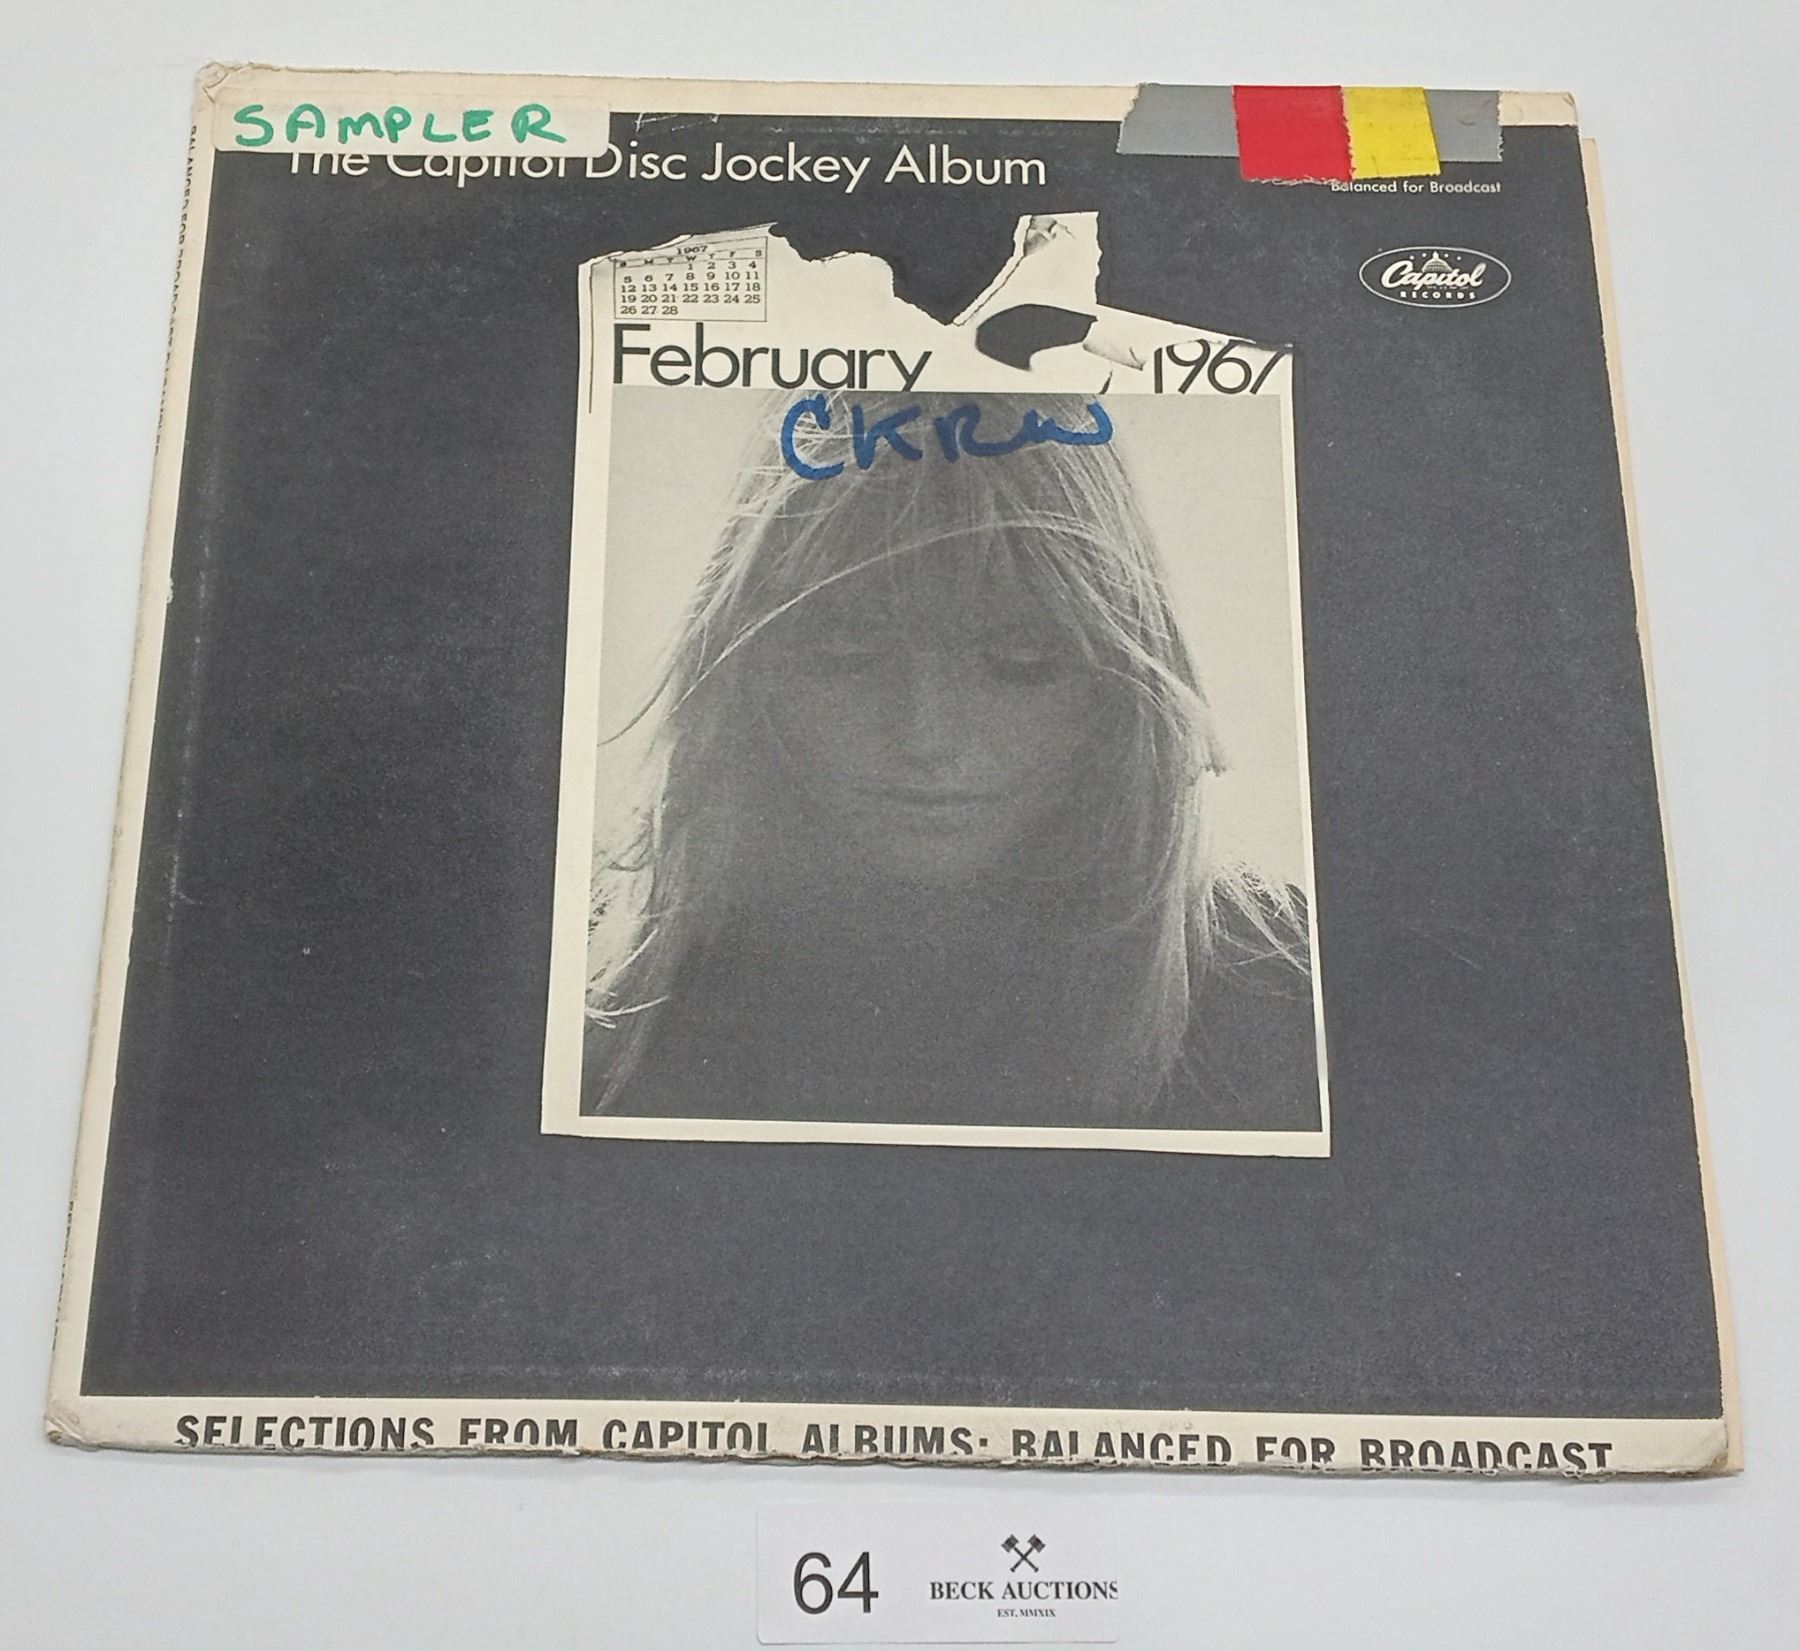 SAMPLER
The Capitol Disc Jockey Album
Balanced for Broadcast
Capitol
RECORDS
1967
S M T W T F S
1 2 3 4
5 6 7 8 9 10 11
12 13 14 15 16 17 18
19 20 21 22 23 24 25
26 27 28
February 1967
CKRW
SELECTIONS FROM CAPITOL ALBUMS: BALANCED FOR BROADCAST
64
BECK AUCTIONS
EST. MMXIX